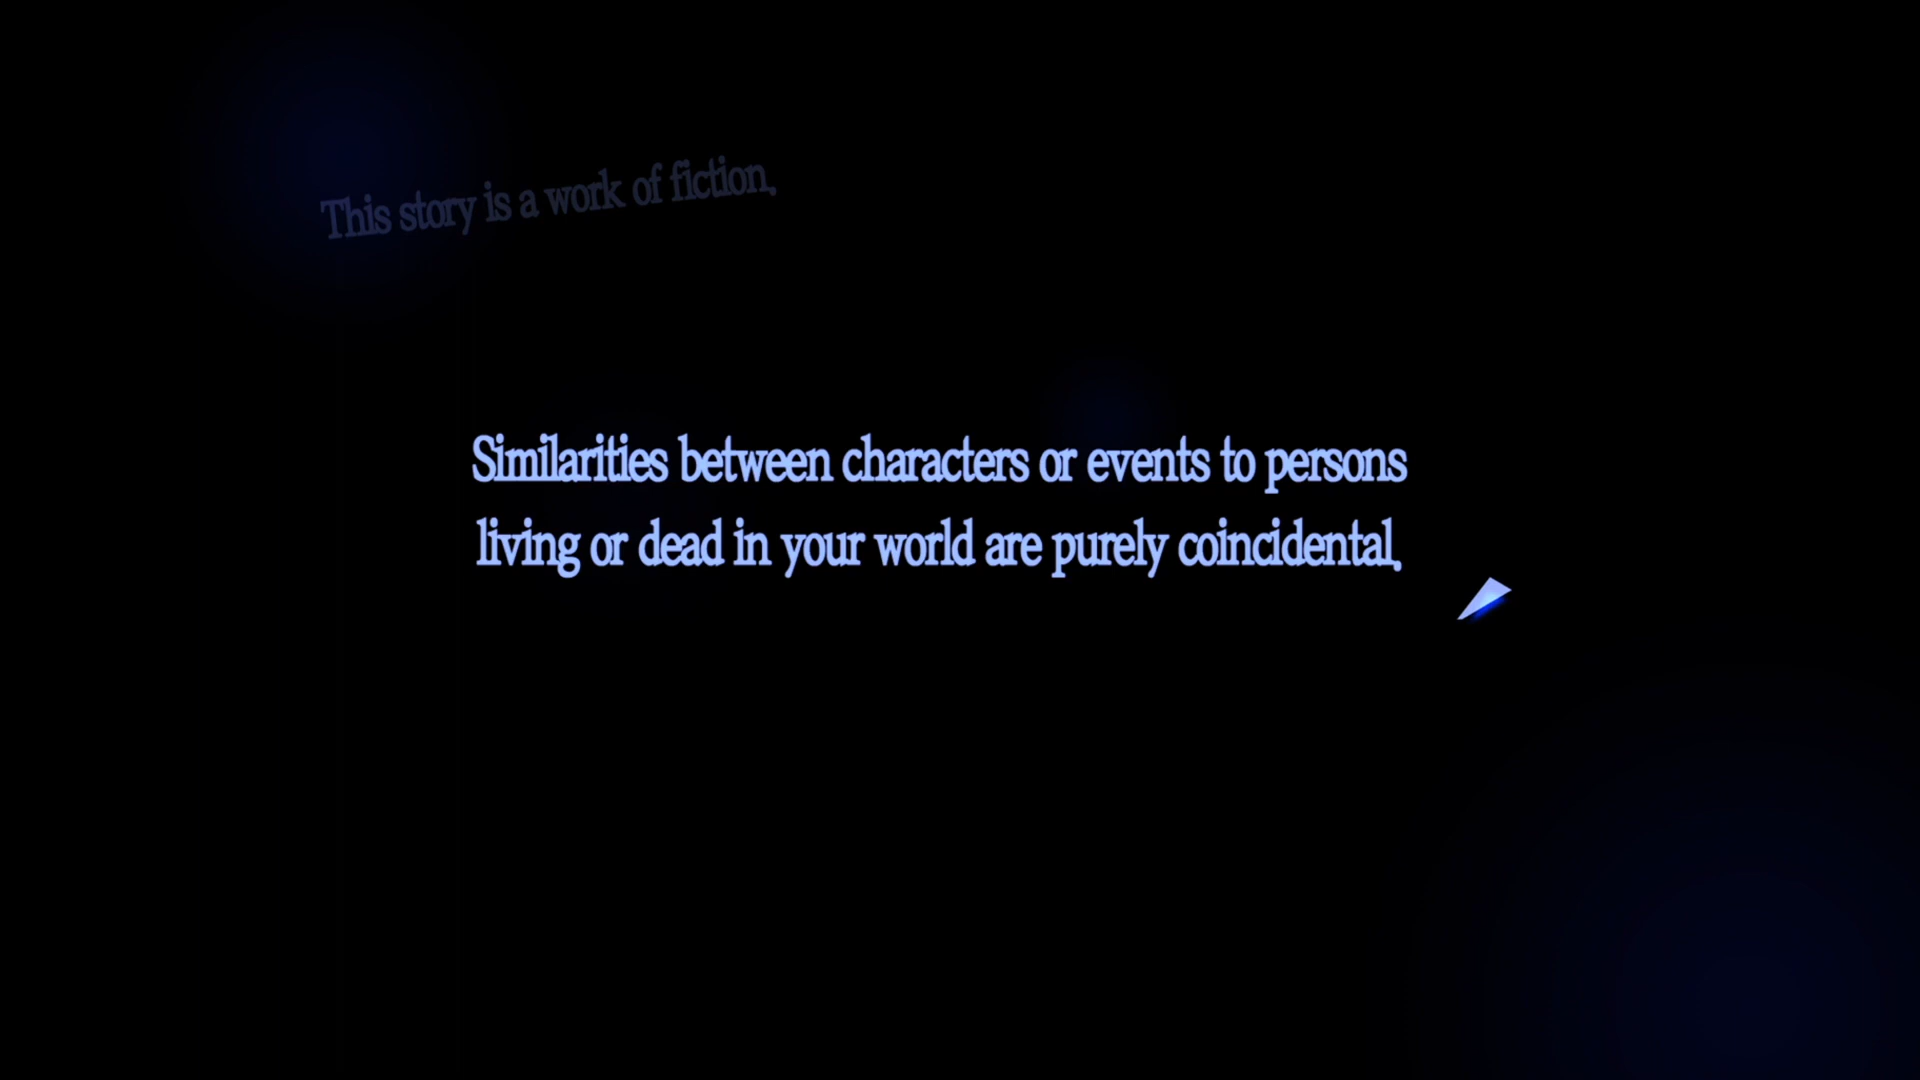 This story is a work of fiction.
Similarities between characters or events to persons
living or dead in your world are purely coincidental.